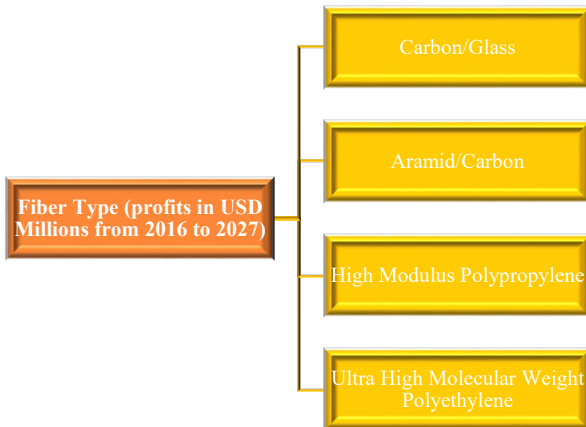 Carbon/Glass
Aramid/Carbon
Fiber Type (profits in USD
Millions from 2016 to 2027)
High Modulus Polypropylene
Ultra High Molecular Weight
Polyethylene